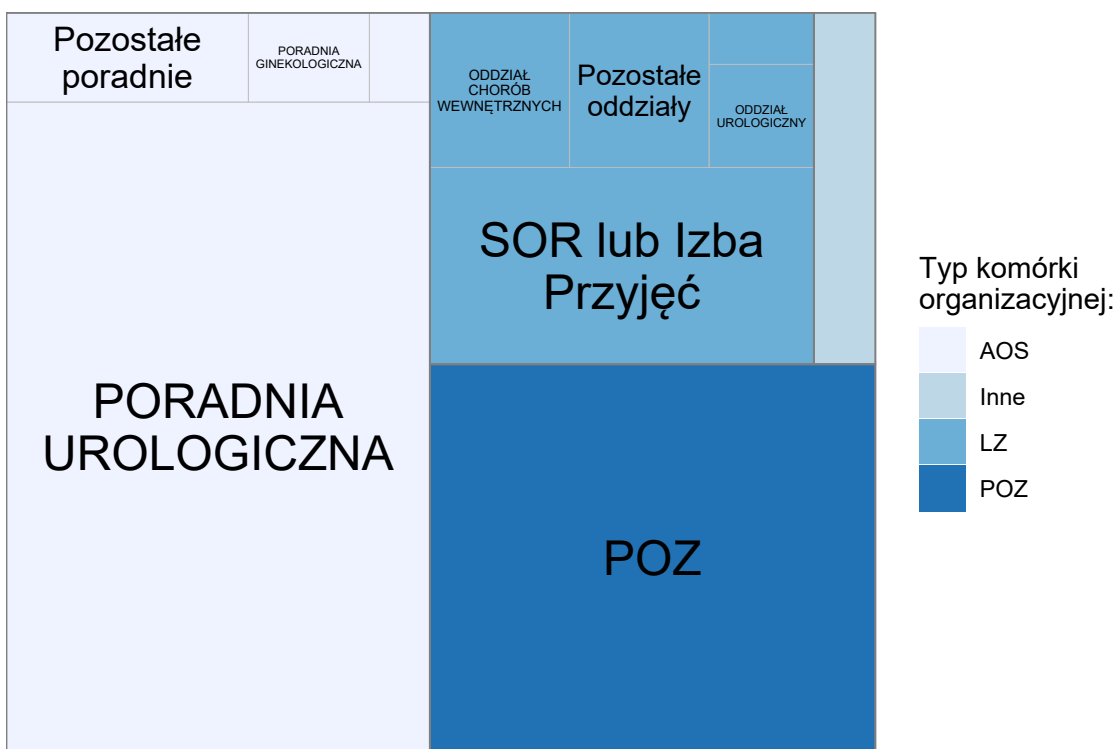 Pozostałe
poradnie
PORADNIA
GINEKOLOGICZNA
ODDZIAŁ
CHORÓB
WEWNĘTRZNYCH
Pozostałe
oddziały
ODDZIAŁ
UROLOGICZNY
SOR lub Izba
Przyjęć
PORADNIA
UROLOGICZNA
POZ
Typ komórki
organizacyjnej:
AOS
Inne
LZ
POZ